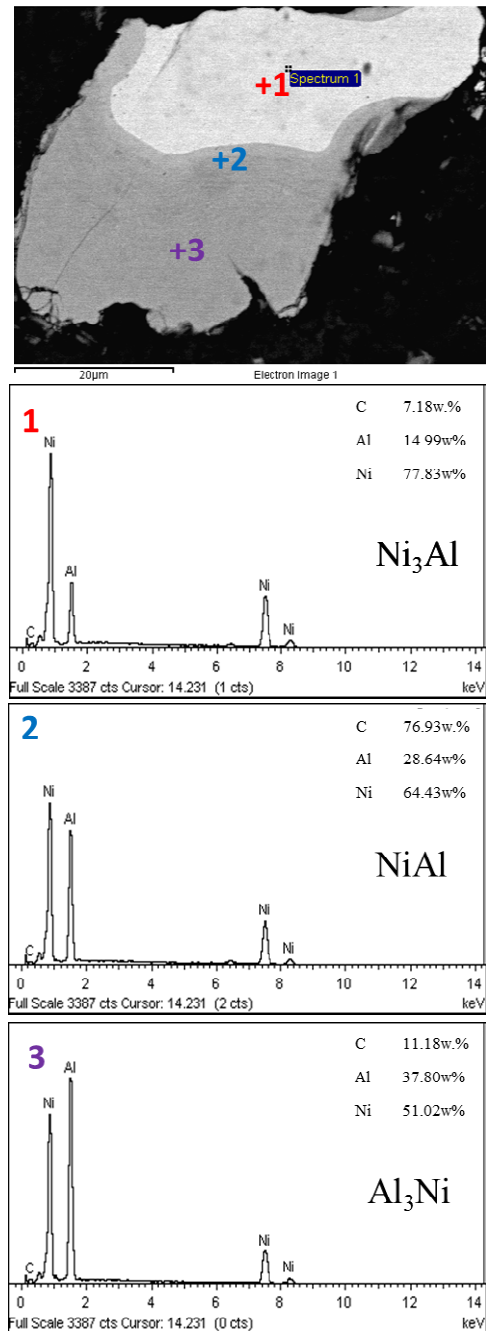 +1 Spectrum 1
+2
+3
20µm Electron Image 1
1
C 7.18w.%
Al 14.99w%
Ni 77.83w%
Ni₃Al
Ni
Al
Ni
Ni
C
0 2 4 6 8 10 12 14
Full Scale 3387 cts Cursor: 14.231 (1 cts) keV
2
C 76.93w.%
Al 28.64w%
Ni 64.43w%
NiAl
Ni
Al
Ni
Ni
C
0 2 4 6 8 10 12 14
Full Scale 3387 cts Cursor: 14.231 (2 cts) keV
3
C 11.18w.%
Al 37.80w%
Ni 51.02w%
Al₃Ni
Al
Ni
Ni
Ni
C
0 2 4 6 8 10 12 14
Full Scale 3387 cts Cursor: 14.231 (0 cts) keV